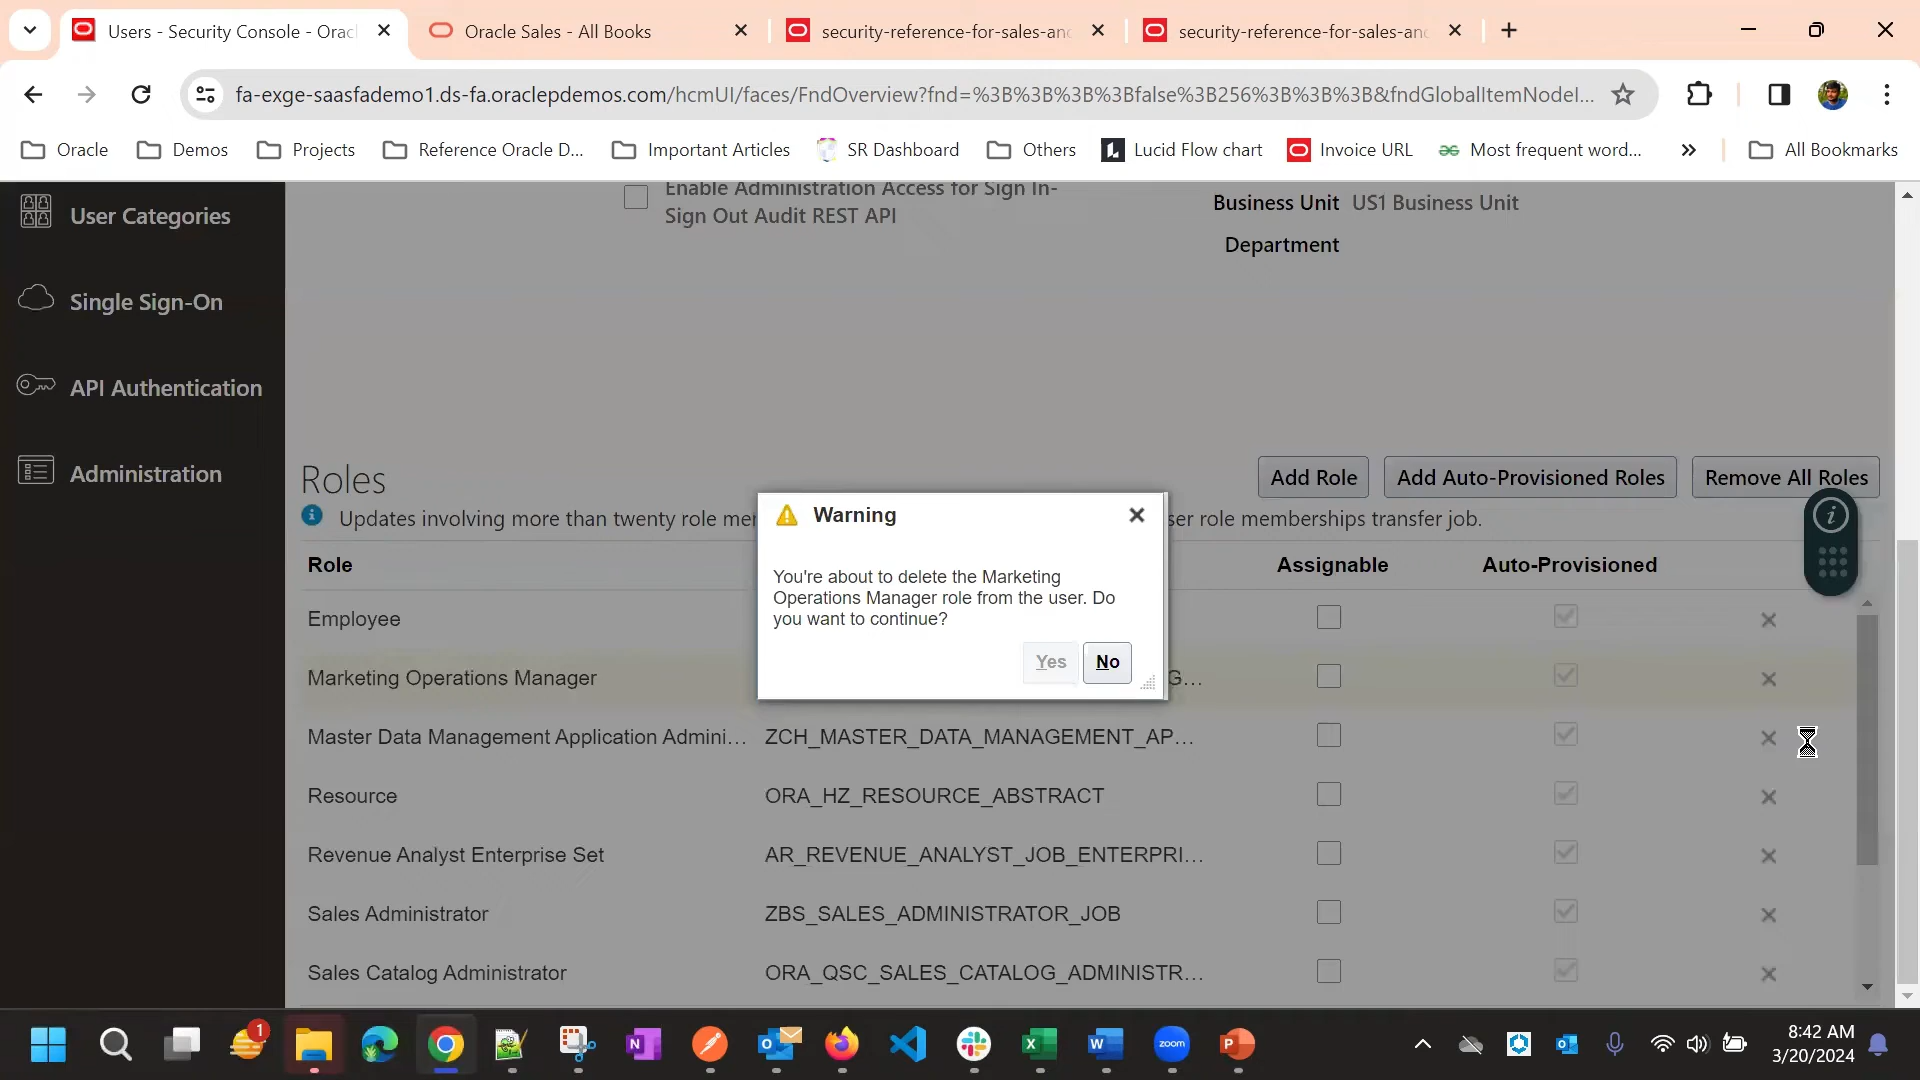 Users - Security Console - Orac
Oracle Sales - All Books
security-reference-for-sales-and
security-reference-for-sales-and
fa-exge-saasfademo1.ds-fa.oraclepdemos.com/hcmUI/faces/FndOverview?fnd=%3B%3B%3B%3Bfalse%3B256%3B%3B%3B&fndGlobalItemNodeI...
Oracle
Demos
Projects
Reference Oracle D...
Important Articles
SR Dashboard
Others
Lucid Flow chart
Invoice URL
Most frequent word...
All Bookmarks
User Categories
Single Sign-On
API Authentication
Administration
Enable Administration Access for Sign In-
Sign Out Audit REST API
Business Unit US1 Business Unit
Department
Roles
Add Role
Add Auto-Provisioned Roles
Remove All Roles
Updates involving more than twenty role mer
ser role memberships transfer job.
Warning
You're about to delete the Marketing
Operations Manager role from the user. Do
you want to continue?
Yes
No
Role
Assignable
Auto-Provisioned
Employee
Marketing Operations Manager
G...
Master Data Management Application Admini... ZCH_MASTER_DATA_MANAGEMENT_AP...
Resource ORA_HZ_RESOURCE_ABSTRACT
Revenue Analyst Enterprise Set AR_REVENUE_ANALYST_JOB_ENTERPRI...
Sales Administrator ZBS_SALES_ADMINISTRATOR_JOB
Sales Catalog Administrator ORA_QSC_SALES_CATALOG_ADMINISTR...
1
zoom
8:42 AM
3/20/2024